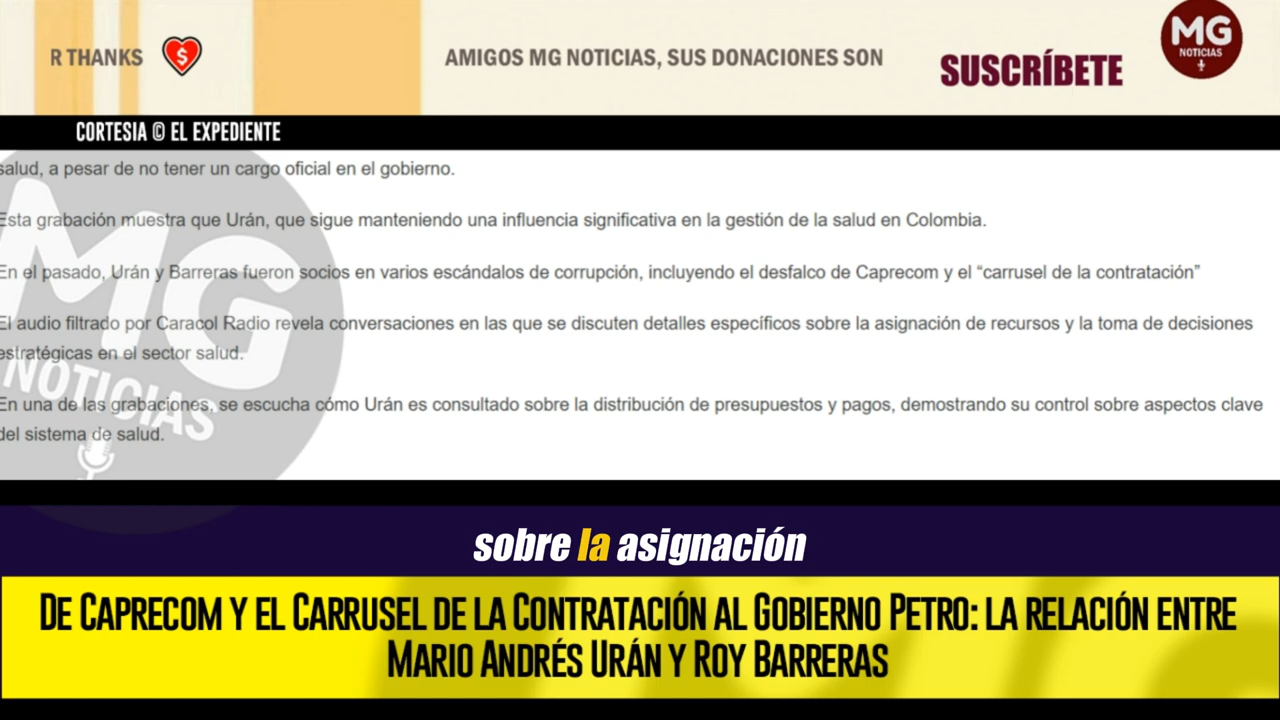 R THANKS
AMIGOS MG NOTICIAS, SUS DONACIONES SON
SUSCRÍBETE
MG
NOTICIAS
CORTESIA © EL EXPEDIENTE
salud, a pesar de no tener un cargo oficial en el gobierno.
Esta grabación muestra que Urán, que sigue manteniendo una influencia significativa en la gestión de la salud en Colombia.
En el pasado, Urán y Barreras fueron socios en varios escándalos de corrupción, incluyendo el desfalco de Caprecom y el “carrusel de la contratación”
El audio filtrado por Caracol Radio revela conversaciones en las que se discuten detalles específicos sobre la asignación de recursos y la toma de decisiones
estratégicas en el sector salud.
En una de las grabaciones, se escucha cómo Urán es consultado sobre la distribución de presupuestos y pagos, demostrando su control sobre aspectos clave
del sistema de salud.
MG
NOTICIAS
sobre la asignación
DE CAPRECOM Y EL CARRUSEL DE LA CONTRATACIÓN AL GOBIERNO PETRO: LA RELACIÓN ENTRE
MARIO ANDRÉS URÁN Y ROY BARRERAS